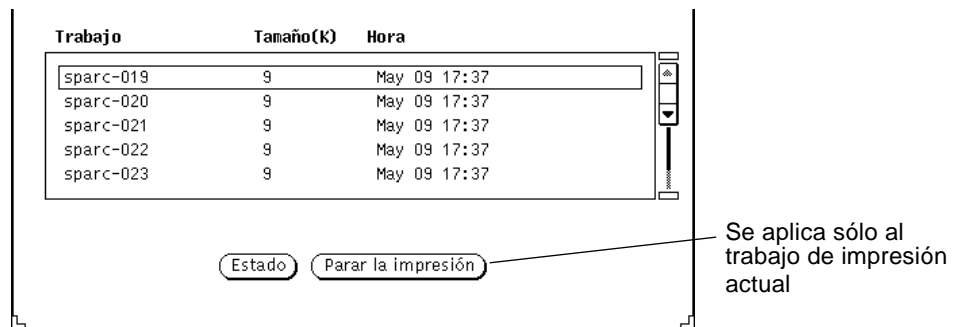 Trabajo Tamaño(K) Hora
sparc-019 9 May 09 17:37
sparc-020 9 May 09 17:37
sparc-021 9 May 09 17:37
sparc-022 9 May 09 17:37
sparc-023 9 May 09 17:37
Estado Parar la impresión
Se aplica sólo al
trabajo de impresión
actual